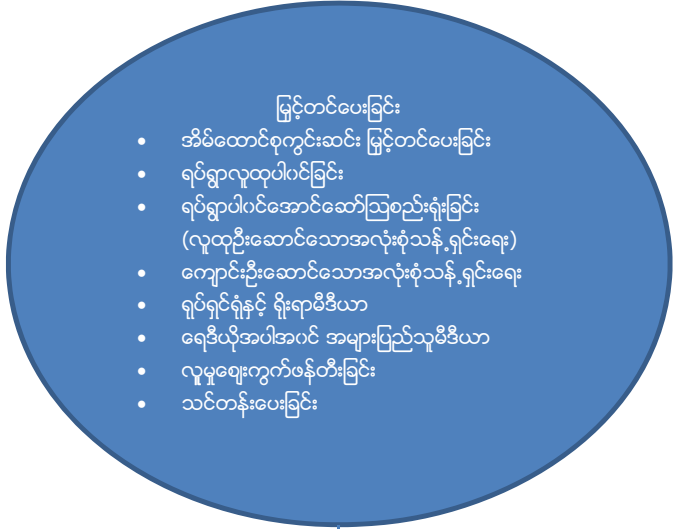 မြှင့်တင်ပေးခြင်း
• အိမ်ထောင်စုကွင်းဆင်း မြှင့်တင်ပေးခြင်း
• ရပ်ရွာလူထုပါဝင်ခြင်း
• ရပ်ရွာပါဝင်အောင်ဆော်သြစည်းရုံးခြင်း
(လူထုဦးဆောင်သောအလုံးစုံသန့်ရှင်းရေး)
• ကျောင်းဦးဆောင်သောအလုံးစုံသန့်ရှင်းရေး
• ရုပ်ရှင်ရုံနှင့် ရိုးရာမီဒီယာ
• ရေဒီယိုအပါအဝင် အများပြည်သူမီဒီယာ
• လူမှုဈေးကွက်ဖန်တီးခြင်း
• သင်တန်းပေးခြင်း